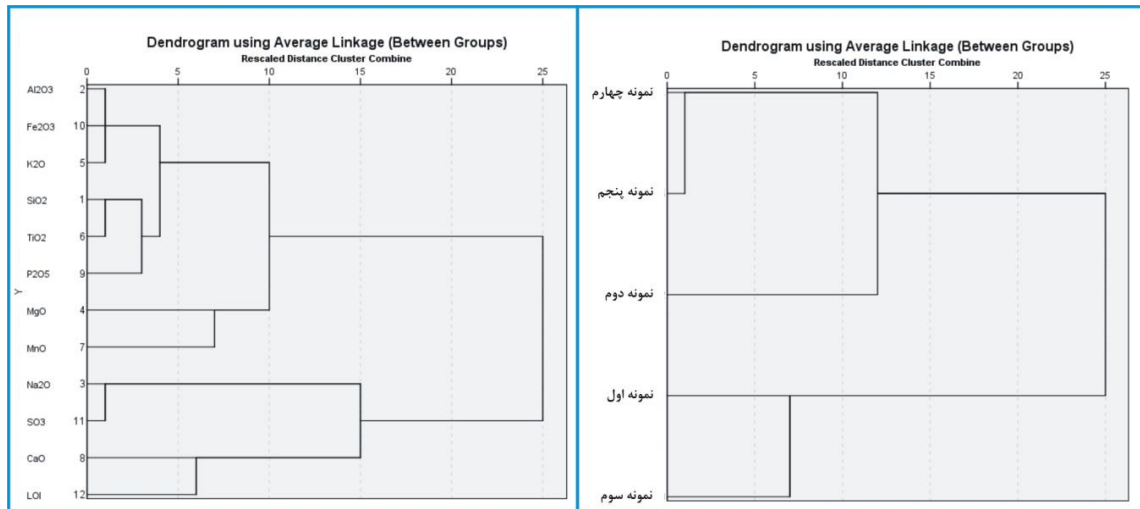 Dendrogram using Average Linkage (Between Groups)
Rescaled Distance Cluster Combine
0 5 10 15 20 25
Al2O3 2
Fe2O3 10
K2O 5
SiO2 1
TiO2 6
P2O5 9
Y
MgO 4
MnO 7
Na2O 3
SO3 11
CaO 8
LOI 12
Dendrogram using Average Linkage (Between Groups)
Rescaled Distance Cluster Combine
0 5 10 15 20 25
نمونه چهارم
نمونه پنجم
نمونه دوم
نمونه اول
نمونه سوم